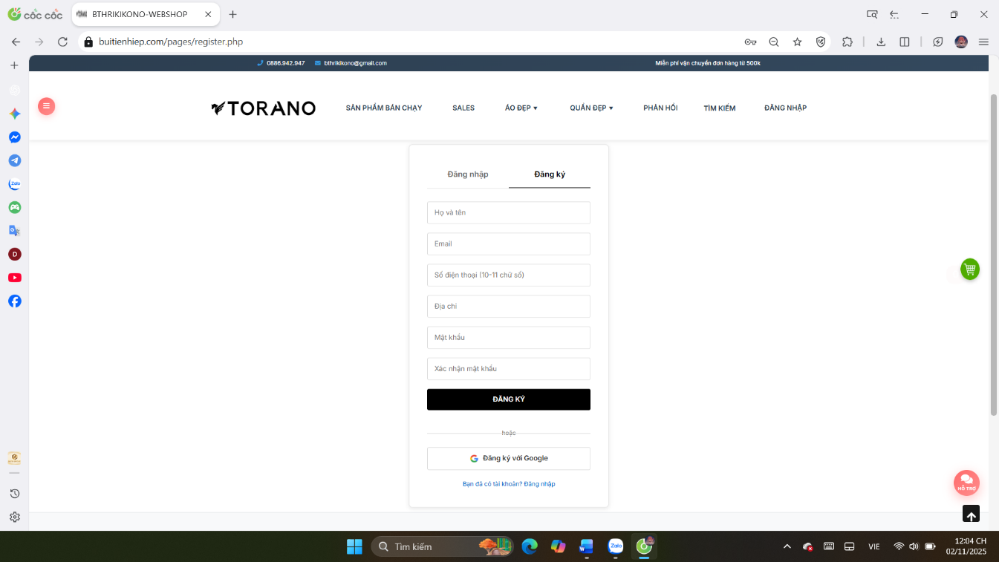 cốc cốc
BTHRIKIKONO-WEBSHOP
buitienhiep.com/pages/register.php
0886.942.947 bthrikikono@gmail.com Miễn phí vận chuyển đơn hàng từ 500k
TORANO
SẢN PHẨM BÁN CHẠY SALES ÁO ĐẸP ▼ QUẦN ĐẸP ▼ PHẢN HỒI TÌM KIẾM ĐĂNG NHẬP
Đăng nhập Đăng ký
Họ và tên
Email
Số điện thoại (10-11 chữ số)
Địa chỉ
Mật khẩu
Xác nhận mật khẩu
ĐĂNG KÝ
hoặc
Đăng ký với Google
Bạn đã có tài khoản? Đăng nhập
HỖ TRỢ
Zalo
D
Tìm kiếm
Zalo
VIE
12:04 CH
02/11/2025